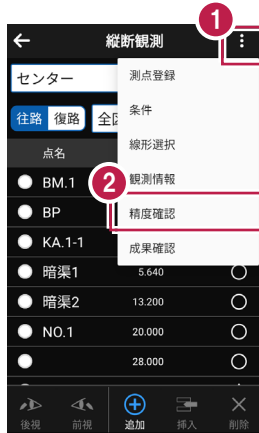 1
縦断観測
センター
測点登録
往路 復路 全区
条件
線形選択
点名
観測情報
BM.1
2
BP
精度確認
KA.1-1
成果確認
暗渠1 5.640
暗渠2 13.200
NO.1 20.000
28.000
後視 前視 追加 挿入 削除